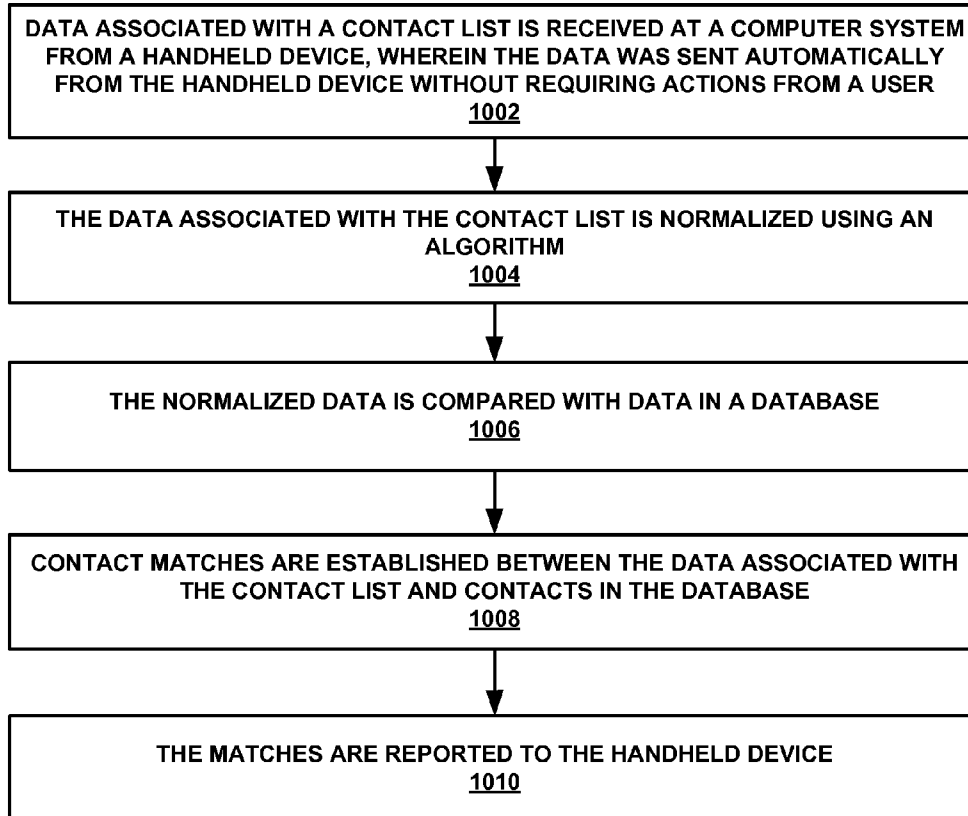 DATA ASSOCIATED WITH A CONTACT LIST IS RECEIVED AT A COMPUTER SYSTEM
FROM A HANDHELD DEVICE, WHEREIN THE DATA WAS SENT AUTOMATICALLY
FROM THE HANDHELD DEVICE WITHOUT REQUIRING ACTIONS FROM A USER
1002
THE DATA ASSOCIATED WITH THE CONTACT LIST IS NORMALIZED USING AN
ALGORITHM
1004
THE NORMALIZED DATA IS COMPARED WITH DATA IN A DATABASE
1006
CONTACT MATCHES ARE ESTABLISHED BETWEEN THE DATA ASSOCIATED WITH
THE CONTACT LIST AND CONTACTS IN THE DATABASE
1008
THE MATCHES ARE REPORTED TO THE HANDHELD DEVICE
1010